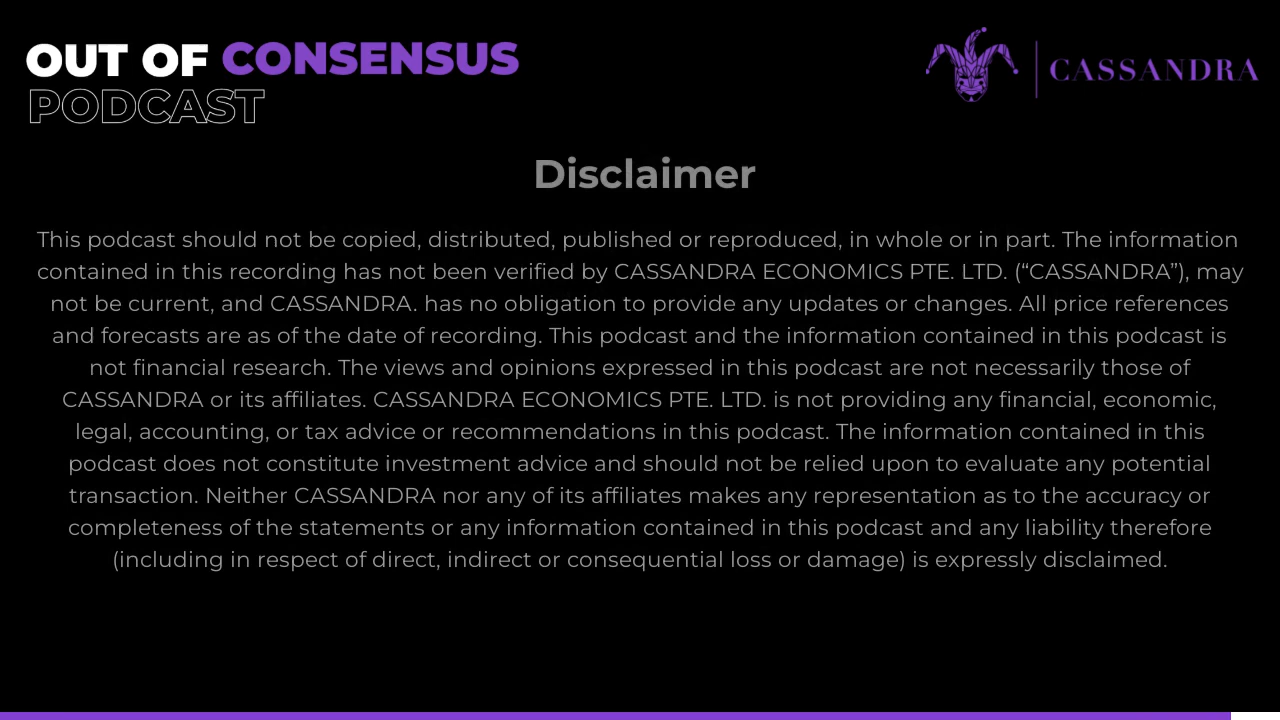 OUT OF CONSENSUS
PODCAST
CASSANDRA
Disclaimer
This podcast should not be copied, distributed, published or reproduced, in whole or in part. The information
contained in this recording has not been verified by CASSANDRA ECONOMICS PTE. LTD. (“CASSANDRA”), may
not be current, and CASSANDRA. has no obligation to provide any updates or changes. All price references
and forecasts are as of the date of recording. This podcast and the information contained in this podcast is
not financial research. The views and opinions expressed in this podcast are not necessarily those of
CASSANDRA or its affiliates. CASSANDRA ECONOMICS PTE. LTD. is not providing any financial, economic,
legal, accounting, or tax advice or recommendations in this podcast. The information contained in this
podcast does not constitute investment advice and should not be relied upon to evaluate any potential
transaction. Neither CASSANDRA nor any of its affiliates makes any representation as to the accuracy or
completeness of the statements or any information contained in this podcast and any liability therefore
(including in respect of direct, indirect or consequential loss or damage) is expressly disclaimed.